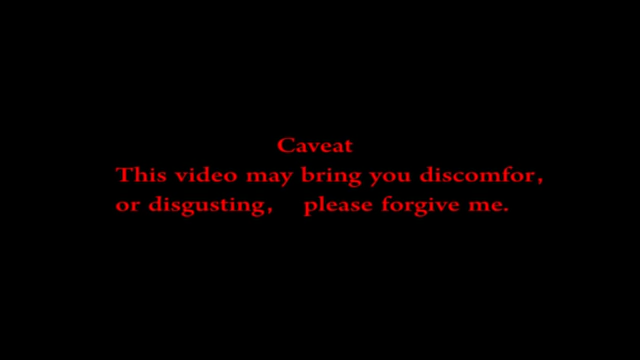 Caveat
This video may bring you discomfor,
or disgusting, please forgive me.